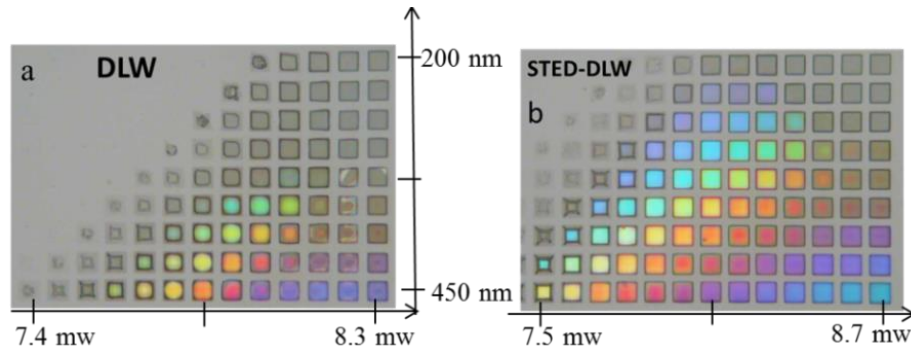 a
DLW
200 nm
450 nm
7.4 mw
8.3 mw
STED-DLW
b
7.5 mw
8.7 mw